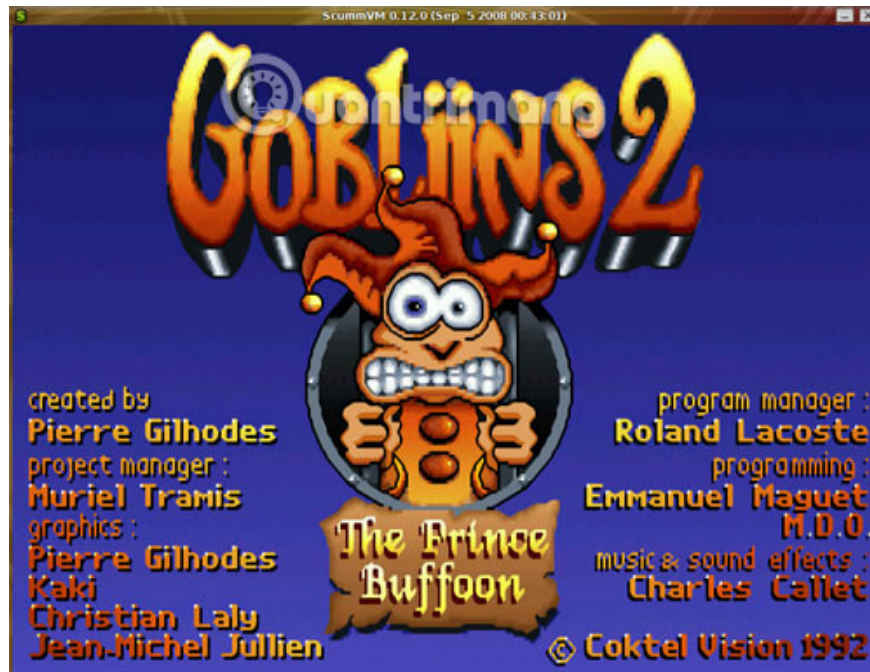 ScummVM 0.12.0 (Sep 5 2008 00:43:01)
Quantrimang
GOBLIINS 2
created by
Pierre Gilhodes
project manager :
Muriel Tramis
graphics :
Pierre Gilhodes
Kaki
Christian Laly
Jean-Michel Jullien
The Prince
Buffoon
program manager :
Roland Lacoste
programming :
Emmanuel Maguet
M.D.O.
music & sound effects :
Charles Callet
© Coktel Vision 1992